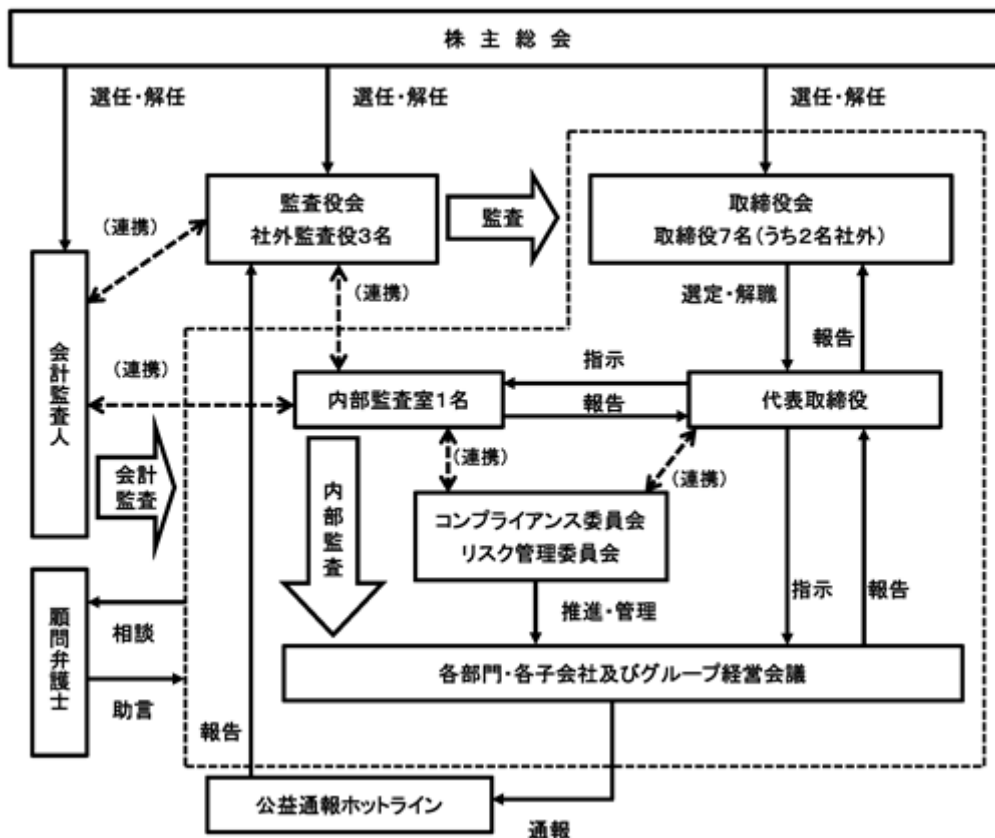 株主総会
選任・解任
選任・解任
選任・解任
監査役会
社外監査役3名
監査
取締役会
取締役7名(うち2名社外)
(連携)
(連携)
選定・解職
報告
会計監査人
(連携)
内部監査室1名
指示
報告
代表取締役
会計
監査
内部監査
(連携)
(連携)
コンプライアンス委員会
リスク管理委員会
推進・管理
指示
報告
顧問弁護士
相談
助言
各部門・各子会社及びグループ経営会議
報告
公益通報ホットライン
通報